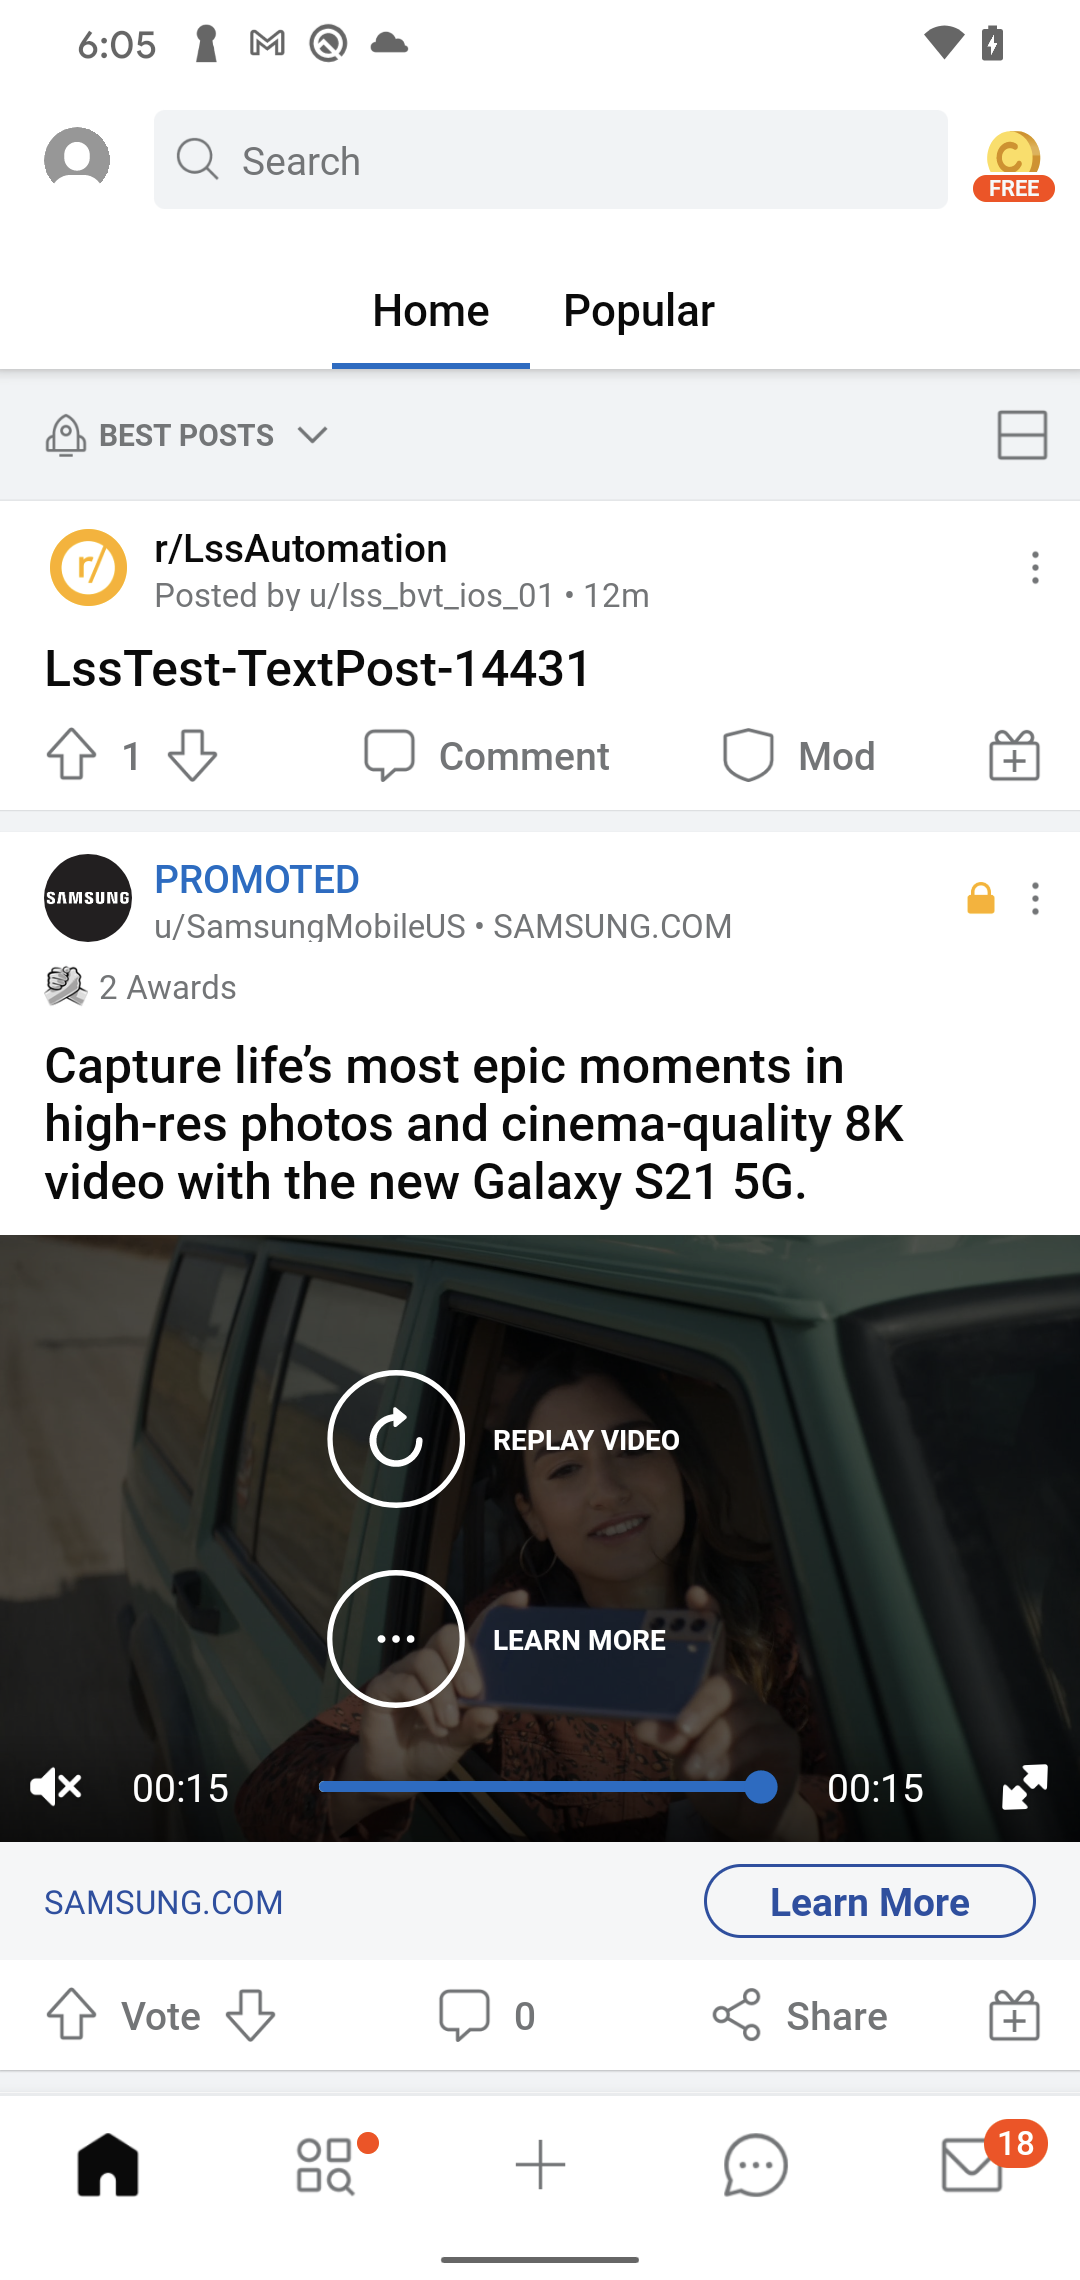 6:05
Search
C
FREE
Home Popular
BEST POSTS
r/
r/LssAutomation
Posted by u/lss_bvt_ios_01 • 12m
LssTest-TextPost-14431
1 Comment Mod
SAMSUNG
PROMOTED
u/SamsungMobileUS • SAMSUNG.COM
2 Awards
Capture life’s most epic moments in
high-res photos and cinema-quality 8K
video with the new Galaxy S21 5G.
REPLAY VIDEO
LEARN MORE
00:15 00:15
SAMSUNG.COM Learn More
Vote 0 Share
18